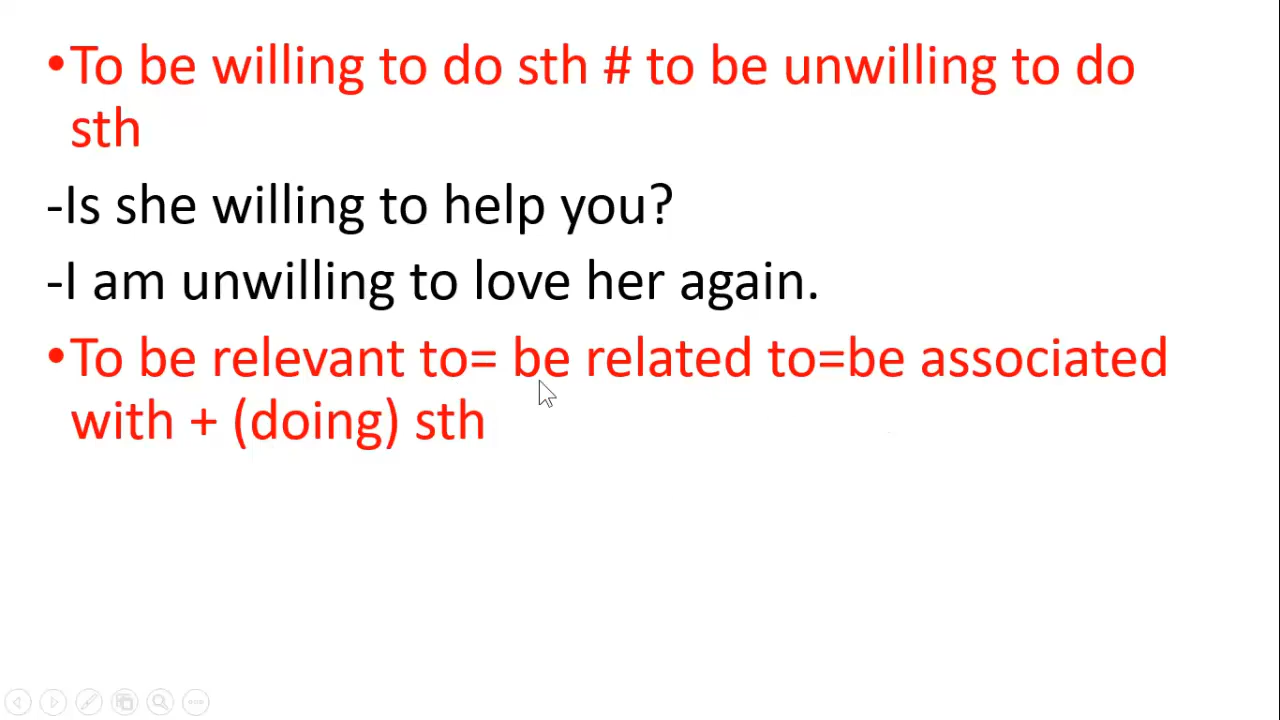 •To be willing to do sth # to be unwilling to do
sth
-Is she willing to help you?
-I am unwilling to love her again.
•To be relevant to= be related to=be associated
with + (doing) sth